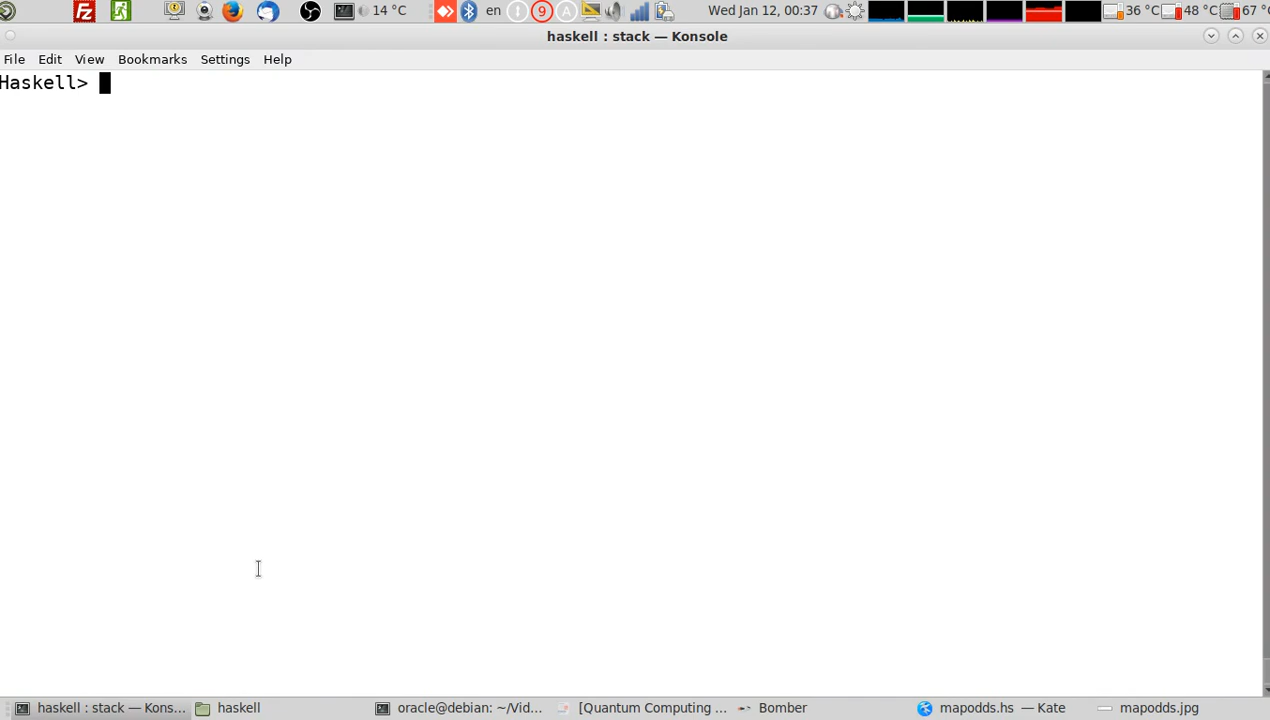 Fz en I 9 A 14 °C Wed Jan 12, 00:37 36 °C 48 °C 67 °C
haskell : stack — Konsole
File Edit View Bookmarks Settings Help
Haskell>
haskell : stack — Kons... haskell oracle@debian: ~/Vid... [Quantum Computing ... Bomber mapodds.hs — Kate mapodds.jpg